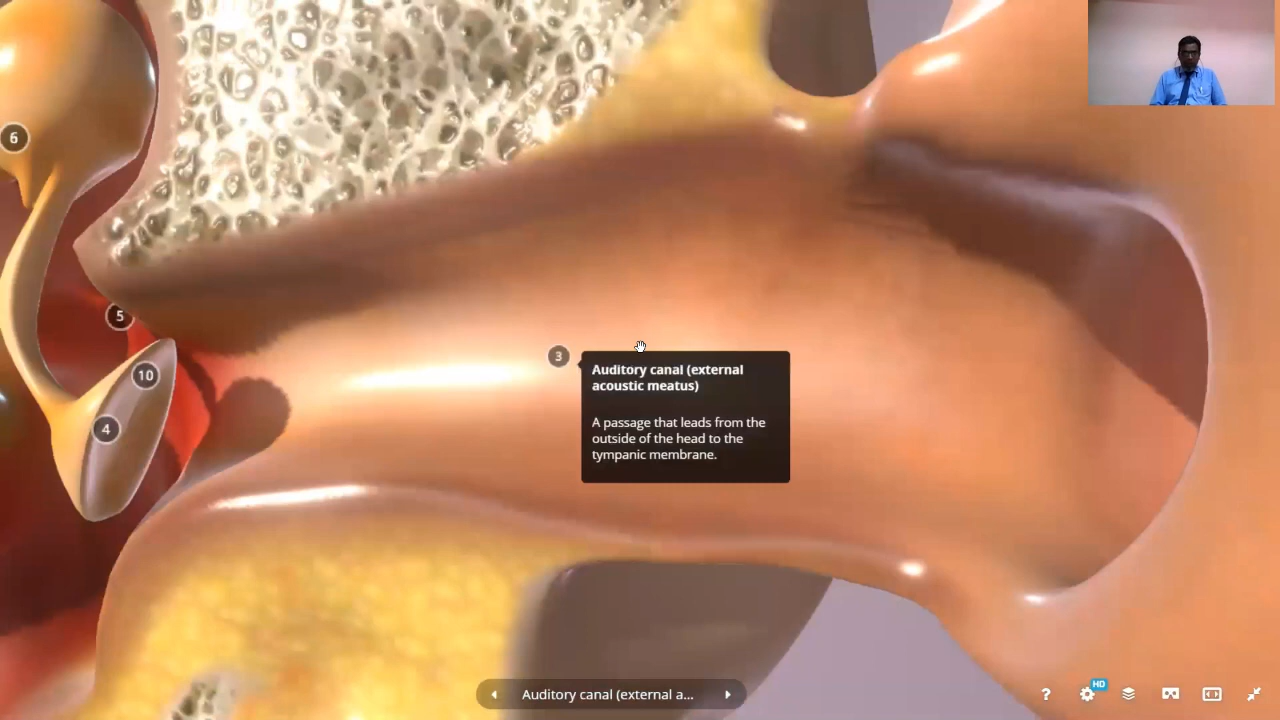 HD
6
5
3
Auditory canal (external
acoustic meatus)
10
A passage that leads from the
4
outside of the head to the
tympanic membrane.
Auditory canal (external a...
?